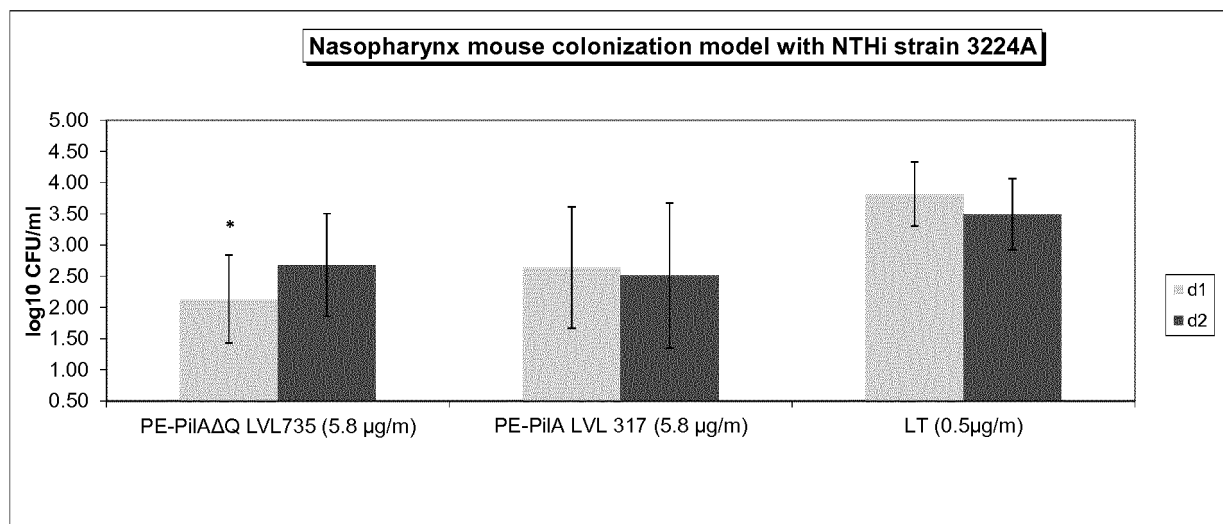 Nasopharynx mouse colonization model with NTHi strain 3224A
log10 CFU/ml
5.00
4.50
4.00
3.50
3.00
2.50
2.00
1.50
1.00
0.50
*
d1
d2
PE-PilAΔQ LVL735 (5.8 µg/m)
PE-PilA LVL 317 (5.8 µg/m)
LT (0.5µg/m)